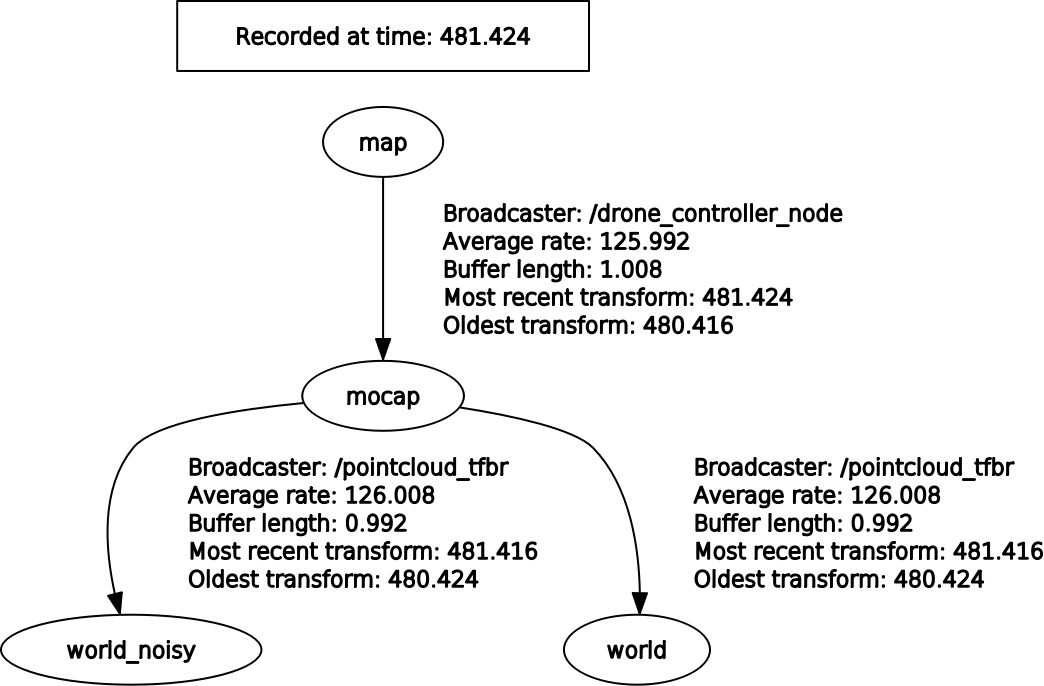 Recorded at time: 481.424
map
Broadcaster: /drone_controller_node
Average rate: 125.992
Buffer length: 1.008
Most recent transform: 481.424
Oldest transform: 480.416
mocap
Broadcaster: /pointcloud_tfbr
Average rate: 126.008
Buffer length: 0.992
Most recent transform: 481.416
Oldest transform: 480.424
Broadcaster: /pointcloud_tfbr
Average rate: 126.008
Buffer length: 0.992
Most recent transform: 481.416
Oldest transform: 480.424
world_noisy
world